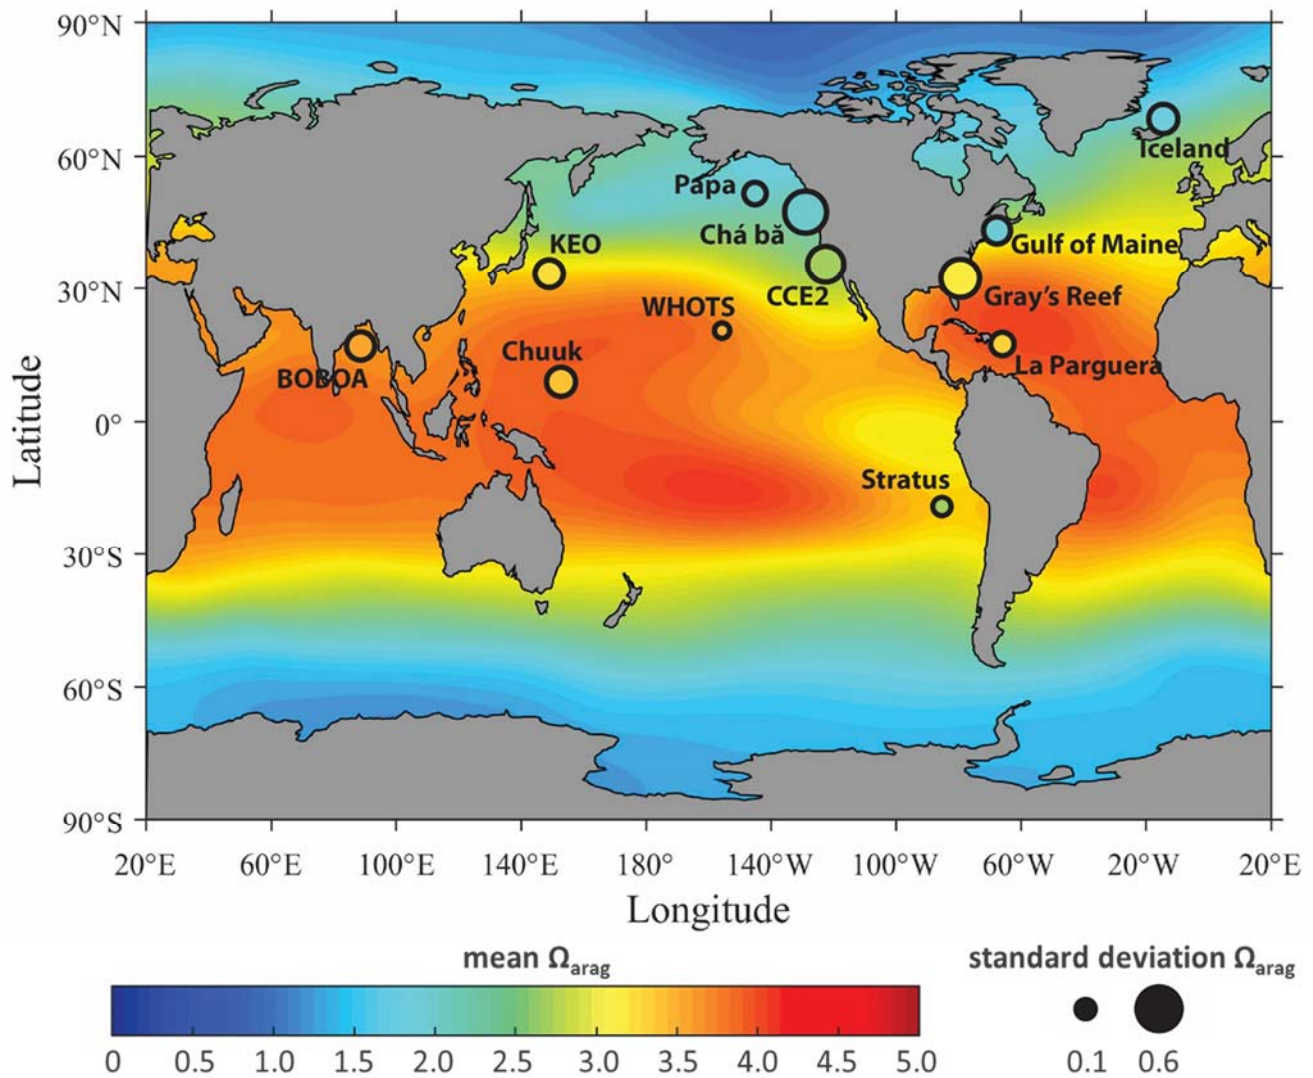 90°N
60°N
30°N
0°
30°S
60°S
90°S
Latitude
Iceland
Papa
Chá bă
KEO
Gulf of Maine
CCE2
Gray's Reef
WHOTS
Chuuk
La Parguera
BOBOA
Stratus
20°E 60°E 100°E 140°E 180° 140°W 100°W 60°W 20°W 20°E
Longitude
mean Ωarag
standard deviation Ωarag
0 0.5 1.0 1.5 2.0 2.5 3.0 3.5 4.0 4.5 5.0
0.1 0.6